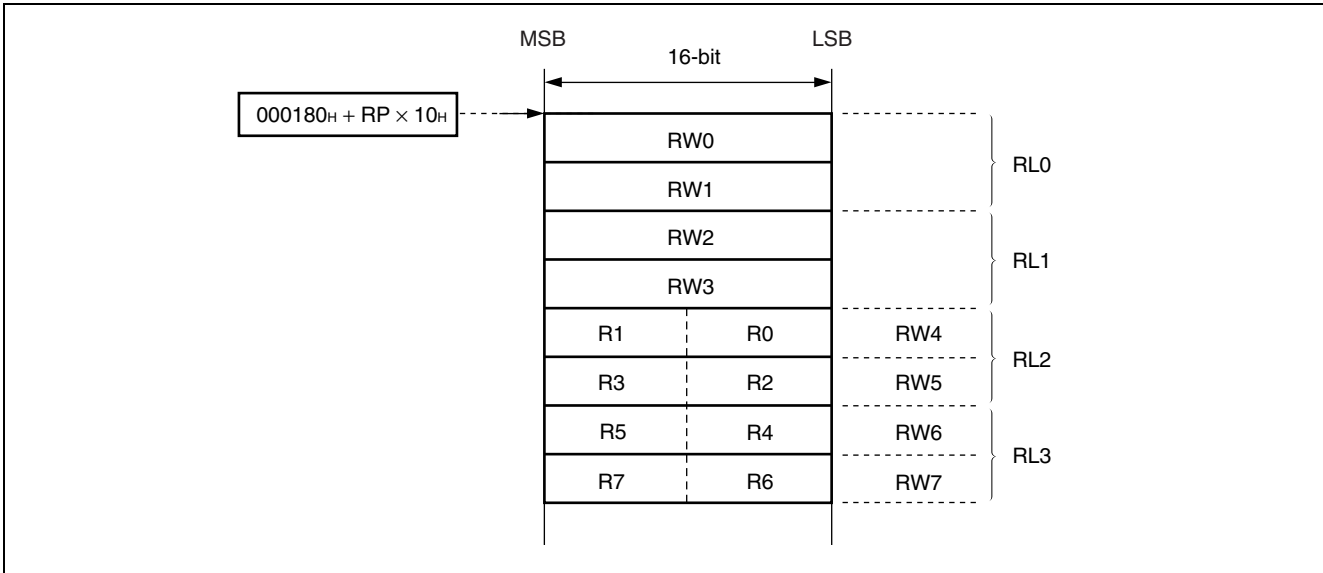 MSB LSB
16-bit
000180H + RP × 10H
RW0
RL0
RW1
RW2
RL1
RW3
R1 R0 RW4
RL2
R3 R2 RW5
R5 R4 RW6
RL3
R7 R6 RW7